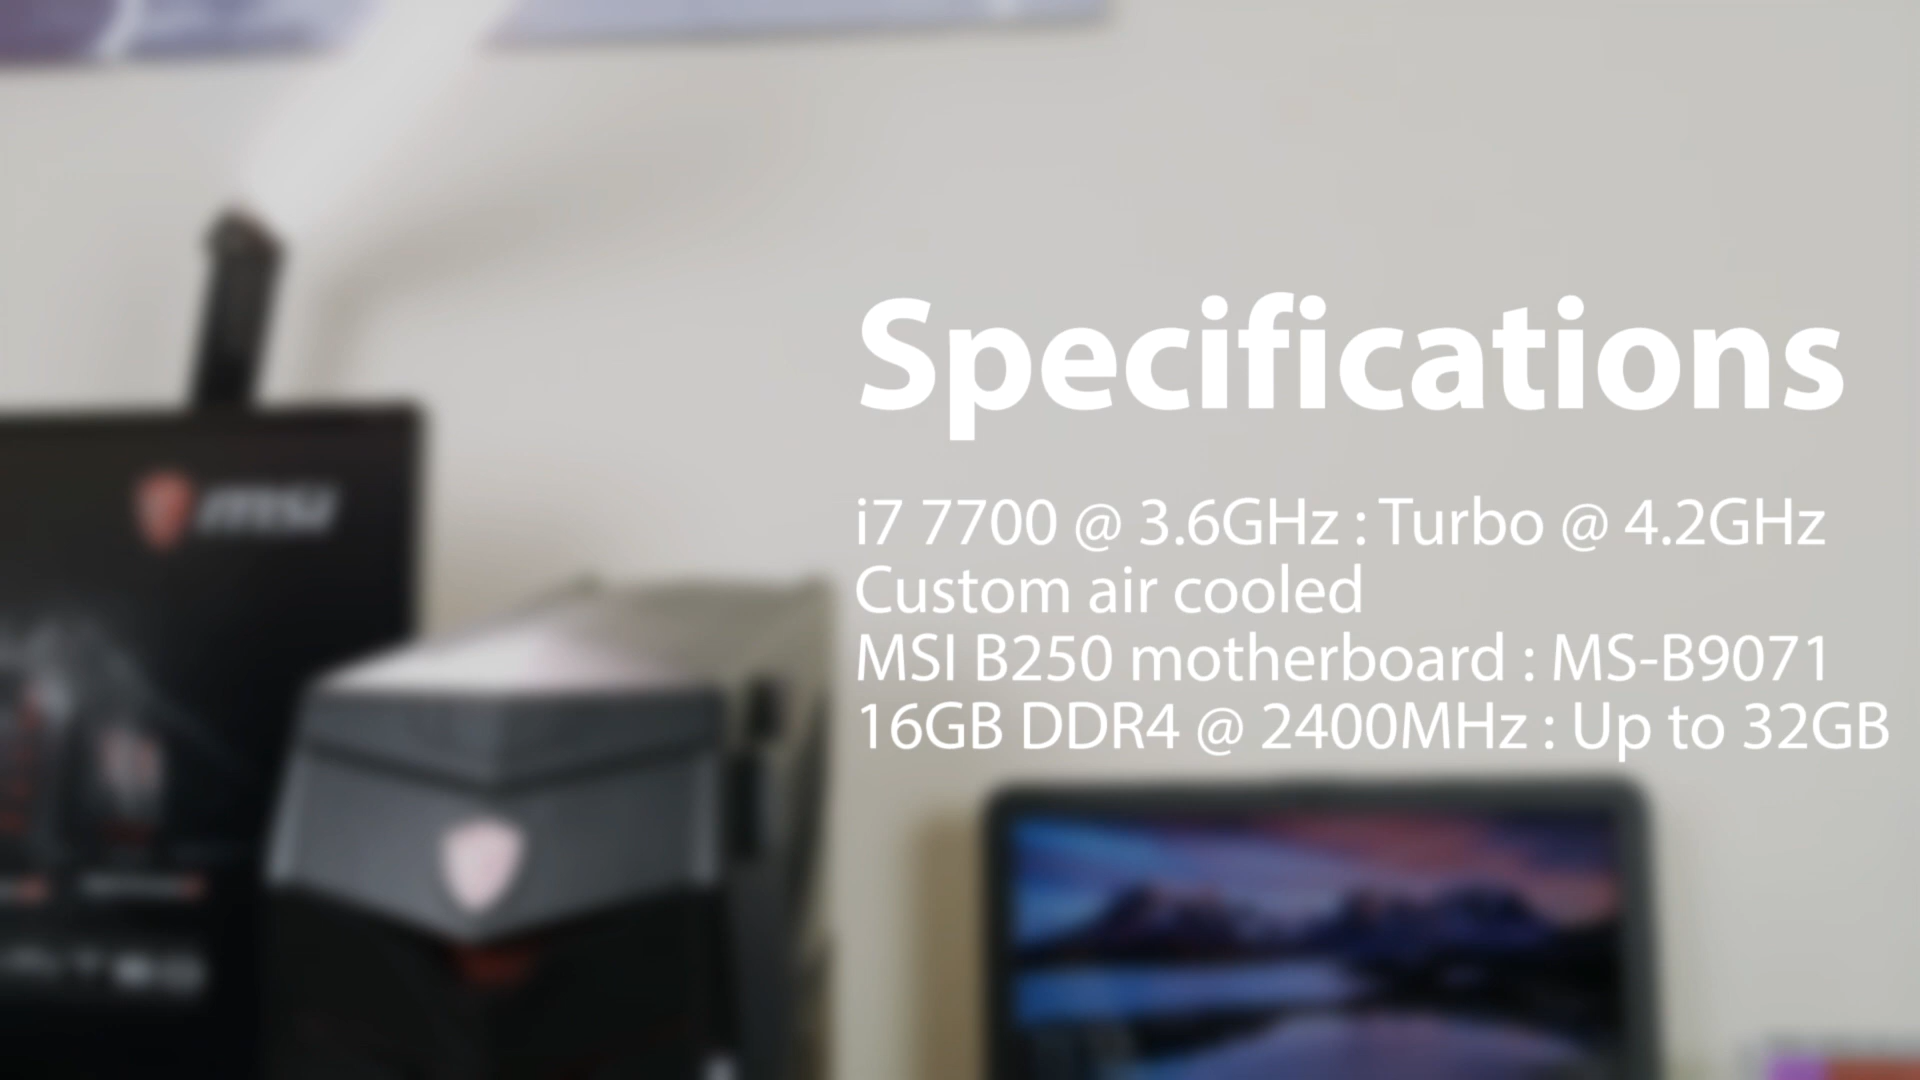 msi
Specifications
i7 7700 @ 3.6GHz : Turbo @ 4.2GHz
Custom air cooled
MSI B250 motherboard : MS-B9071
16GB DDR4 @ 2400MHz : Up to 32GB